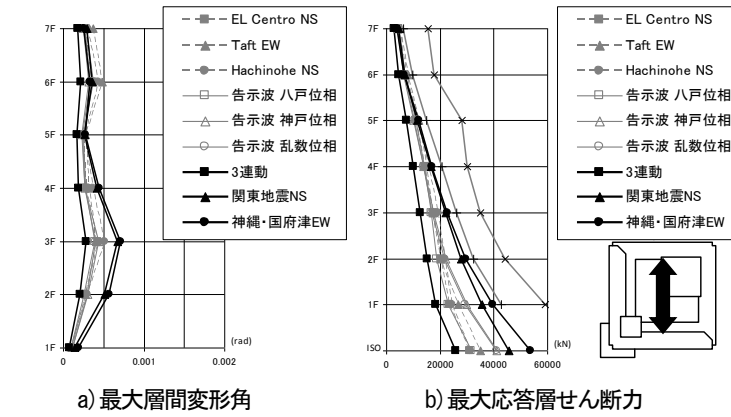 7F
6F
5F
4F
3F
2F
1F
0
0.001
0.002
(rad)
EL Centro NS
Taft EW
Hachinohe NS
告示波 八戸位相
告示波 神戸位相
告示波 乱数位相
3連動
関東地震NS
神縄・国府津EW
a) 最大層間変形角
7F
6F
5F
4F
3F
2F
1F
ISO
0
20000
40000
60000
(kN)
EL Centro NS
Taft EW
Hachinohe NS
告示波 八戸位相
告示波 神戸位相
告示波 乱数位相
3連動
関東地震NS
神縄・国府津EW
b) 最大応答層せん断力